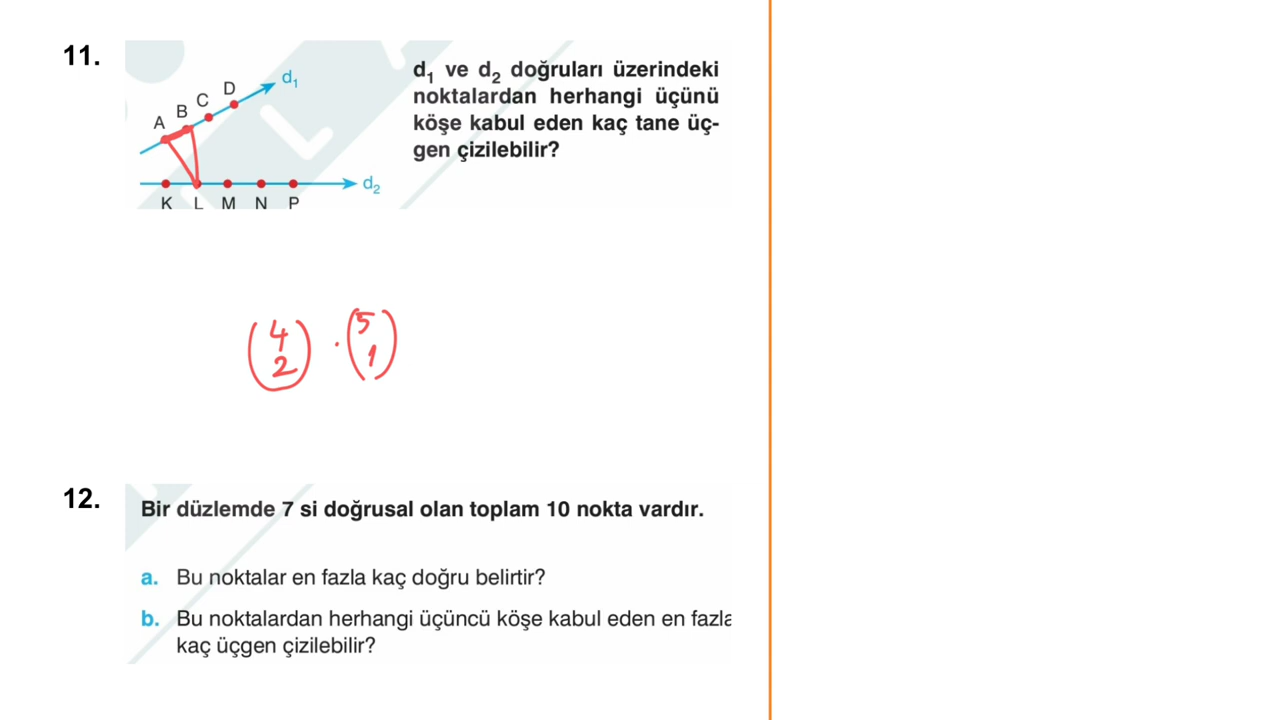 11.
A B C D d₁
K L M N P d₂
d₁ ve d₂ doğruları üzerindeki
noktalardan herhangi üçünü
köşe kabul eden kaç tane üç-
gen çizilebilir?
(4 2) · (5 1)
12.
Bir düzlemde 7 si doğrusal olan toplam 10 nokta vardır.
a. Bu noktalar en fazla kaç doğru belirtir?
b. Bu noktalardan herhangi üçüncü köşe kabul eden en fazla
kaç üçgen çizilebilir?